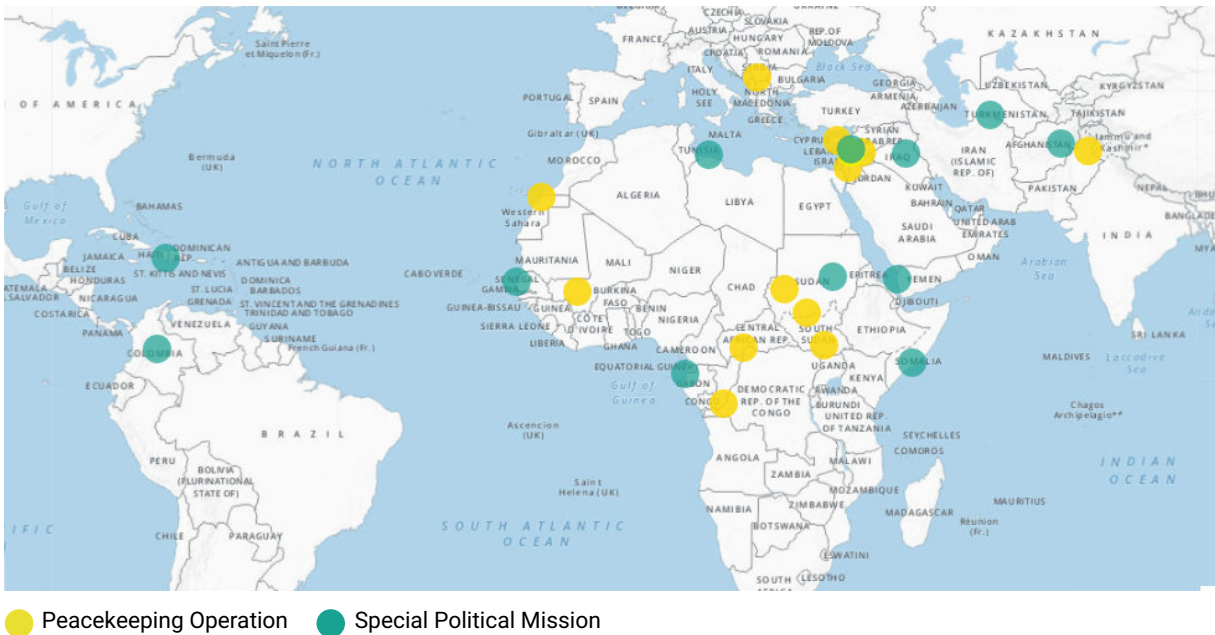 CZECHIA
SLOVAKIA
AUSTRIA
HUNGARY
REP. OF
MOLDOVA
FRANCE
CROATIA
ROMANIA
KAZAKHSTAN
Saint Pierre
et Miquelon (Fr.)
ITALY
Black Sea
BULGARIA
GEORGIA
UZBEKISTAN
KYRGYZSTAN
OF AMERICA
PORTUGAL
SPAIN
HOLY
SEE
NORTH
MACEDONIA
GREECE
TURKEY
ARMENIA
AZERBAIJAN
TURKMENISTAN
TAJIKISTAN
Gibraltar (UK)
MALTA
TUNISIA
SYRIAN
IRAQ
IRAN
(ISLAMIC
REP. OF)
AFGHANISTAN
Jammu and
Kashmir*
Bermuda
(UK)
NORTH ATLANTIC
OCEAN
MOROCCO
ALGERIA
LIBYA
EGYPT
JORDAN
KUWAIT
PAKISTAN
NEPAL
Gulf of
Mexico
BAHAMAS
Western
Sahara
BAHRAIN
QATAR
UNITED ARAB
EMIRATES
SAUDI
ARABIA
INDIA
CUBA
JAMAICA
HAITI
DOMINICAN
REP.
ANTIGUA AND BARBUDA
CABO VERDE
MAURITANIA
MALI
NIGER
CHAD
SUDAN
ERITREA
YEMEN
OMAN
Arabian
Sea
BELIZE
HONDURAS
ST. KITTS AND NEVIS
DOMINICA
ST. LUCIA
BARBADOS
NICARAGUA
GRENADA
ST. VINCENT AND THE GRENADINES
TRINIDAD AND TOBAGO
COSTARICA
PANAMA
VENEZUELA
GUYANA
SURINAME
French Guiana (Fr.)
COLOMBIA
ECUADOR
SENEGAL
GAMBIA
GUINEA-BISSAU
GUINEA
SIERRA LEONE
LIBERIA
BURKINA
FASO
CÔTE
D'IVOIRE
GHANA
TOGO
BENIN
NIGERIA
CAMEROON
CENTRAL
AFRICAN REP.
SOUTH
SUDAN
ETHIOPIA
DJIBOUTI
SOMALIA
SRI LANKA
MALDIVES
Laccadive
Sea
EQUATORIAL GUINEA
GABON
CONGO
Gulf of
Guinea
DEMOCRATIC
REP. OF THE
CONGO
UGANDA
KENYA
RWANDA
BURUNDI
UNITED REP.
OF TANZANIA
Chagos
Archipelago**
SEYCHELLES
COMOROS
Ascencion
(UK)
BRAZIL
PERU
BOLIVIA
(PLURINATIONAL
STATE OF)
Saint
Helena (UK)
ANGOLA
ZAMBIA
MALAWI
MOZAMBIQUE
ZIMBABWE
MADAGASCAR
MAURITIUS
Réunion
(Fr.)
INDIAN
OCEAN
NAMIBIA
BOTSWANA
SOUTH ATLANTIC
OCEAN
CHILE
PARAGUAY
ESWATINI
LESOTHO
SOUTH
Peacekeeping Operation
Special Political Mission